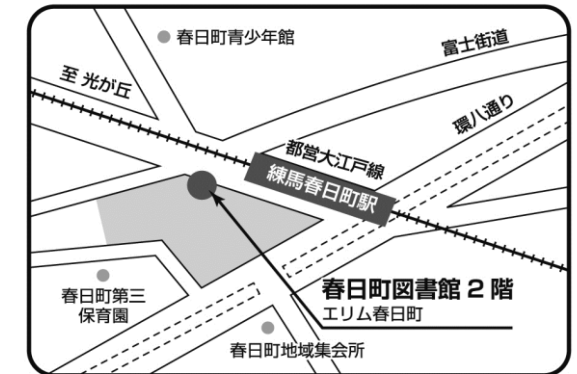 春日町青少年館
富士街道
至 光が丘
環八通り
都営大江戸線
練馬春日町駅
春日町図書館 2 階
エリム春日町
春日町第三
保育園
春日町地域集会所